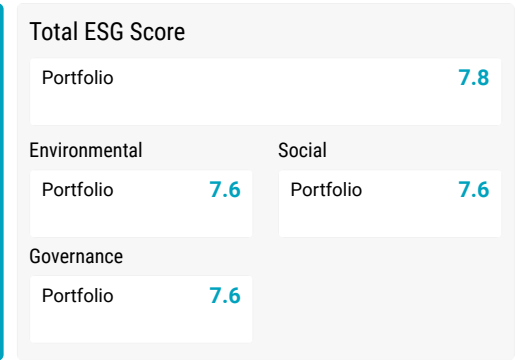 Total ESG Score
Portfolio 7.8
Environmental Social
Portfolio 7.6 Portfolio 7.6
Governance
Portfolio 7.6